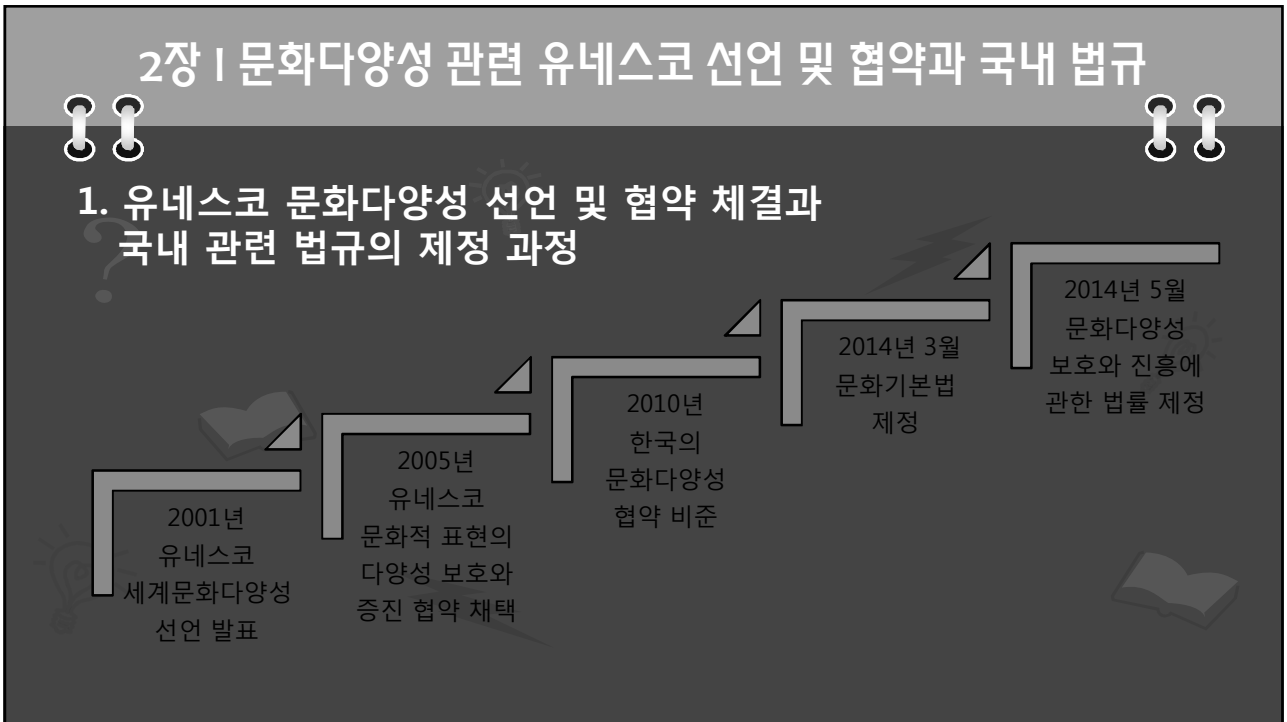 2장 I 문화다양성 관련 유네스코 선언 및 협약과 국내 법규
1. 유네스코 문화다양성 선언 및 협약 체결과
국내 관련 법규의 제정 과정
2001년
유네스코
세계문화다양성
선언 발표
2005년
유네스코
문화적 표현의
다양성 보호와
증진 협약 채택
2010년
한국의
문화다양성
협약 비준
2014년 3월
문화기본법
제정
2014년 5월
문화다양성
보호와 진흥에
관한 법률 제정